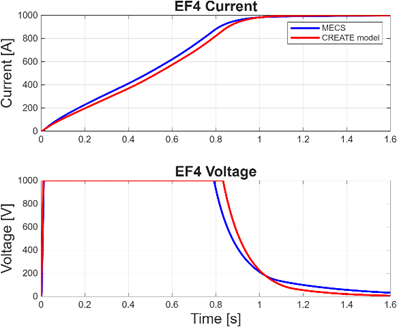 EF4 Current
Current [A]
1000
800
600
400
200
0
0 0.2 0.4 0.6 0.8 1 1.2 1.4 1.6
MECS
CREATE model
EF4 Voltage
Voltage [V]
1000
800
600
400
200
0
0 0.2 0.4 0.6 0.8 1 1.2 1.4 1.6
Time [s]